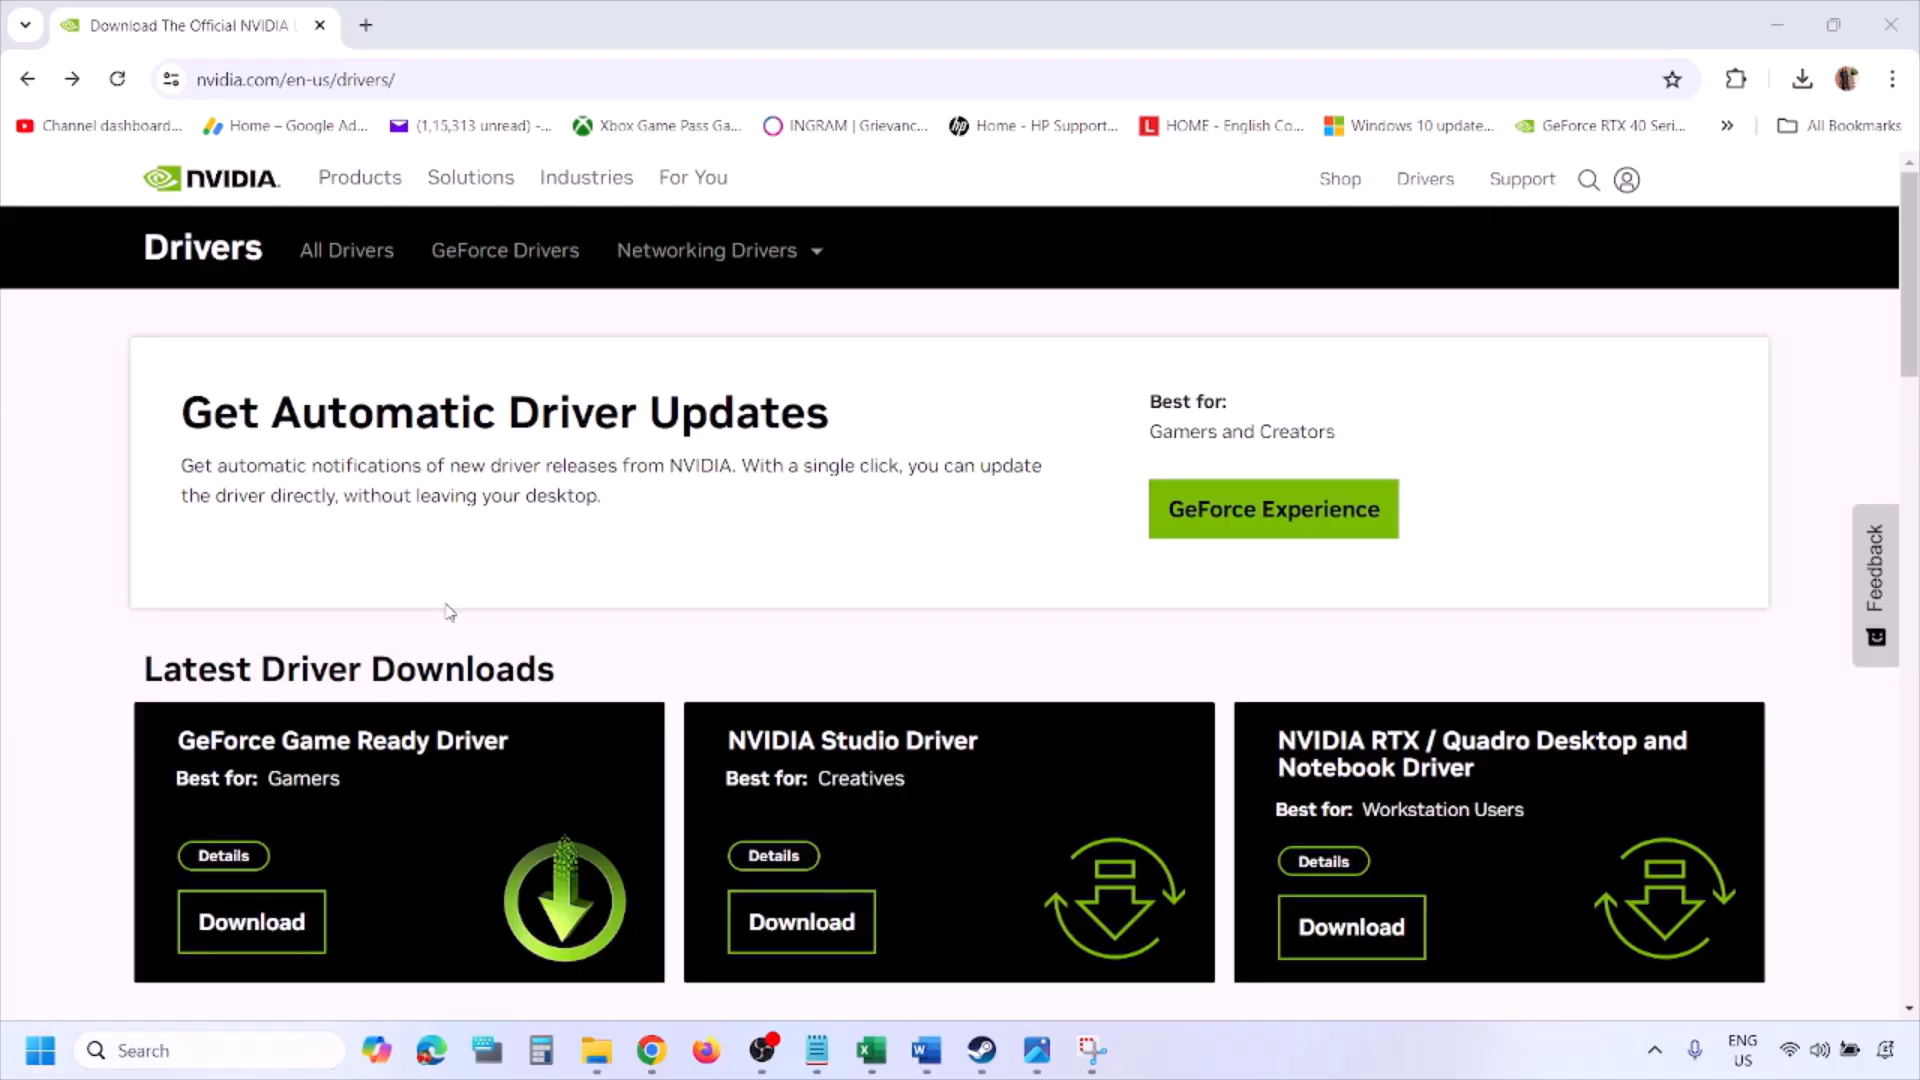 Download The Official NVIDIA
nvidia.com/en-us/drivers/
Channel dashboard...
Home – Google Ad...
(1,15,313 unread) -...
Xbox Game Pass Ga...
INGRAM | Grievanc...
Home - HP Support...
HOME - English Co...
Windows 10 update...
GeForce RTX 40 Seri...
All Bookmarks
NVIDIA.
Products
Solutions
Industries
For You
Shop
Drivers
Support
Drivers
All Drivers
GeForce Drivers
Networking Drivers
Get Automatic Driver Updates
Get automatic notifications of new driver releases from NVIDIA. With a single click, you can update
the driver directly, without leaving your desktop.
Best for:
Gamers and Creators
GeForce Experience
Feedback
Latest Driver Downloads
GeForce Game Ready Driver
Best for: Gamers
Details
Download
NVIDIA Studio Driver
Best for: Creatives
Details
Download
NVIDIA RTX / Quadro Desktop and
Notebook Driver
Best for: Workstation Users
Details
Download
Search
ENG
US